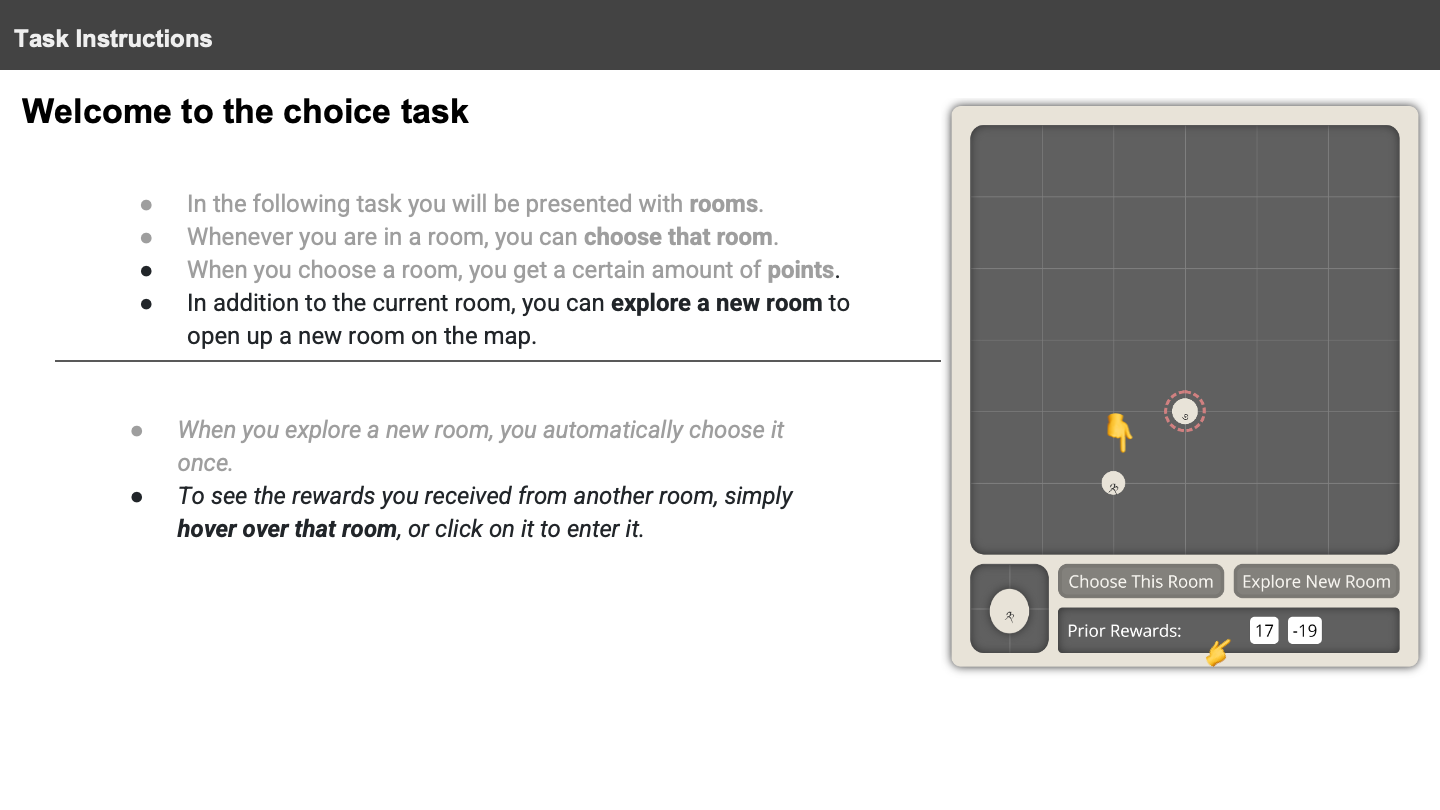 Task Instructions
Welcome to the choice task
● In the following task you will be presented with rooms.
● Whenever you are in a room, you can choose that room.
● When you choose a room, you get a certain amount of points.
● In addition to the current room, you can explore a new room to
open up a new room on the map.
● When you explore a new room, you automatically choose it
once.
● To see the rewards you received from another room, simply
hover over that room, or click on it to enter it.
Choose This Room
Explore New Room
Prior Rewards: 17 -19